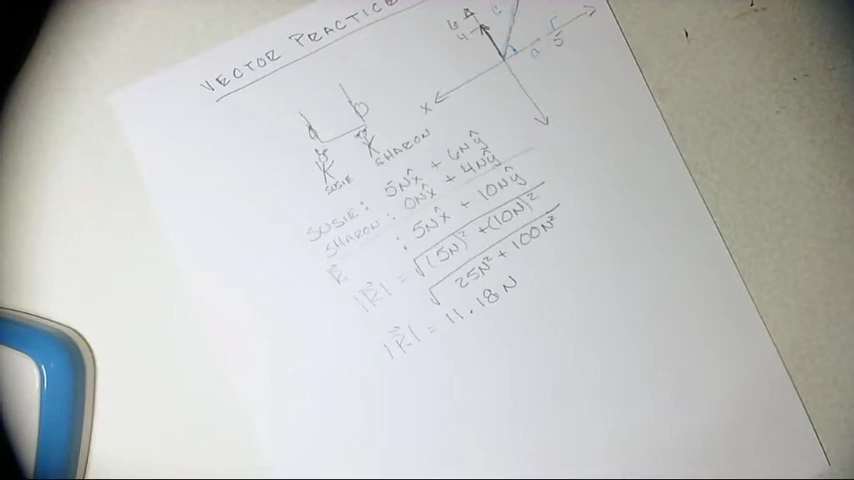 VECTOR PRACTICE
6
4
c
a
5
X
SUSIE
SHARON
SUSIE: 5Nx̂ + 6Nŷ
SHARON: 0Nx̂ + 4Nŷ
R⃗ : 5Nx̂ + 10Nŷ
|R⃗| = √(5N)² + (10N)²
√25N² + 100N²
|R⃗| = 11.18N